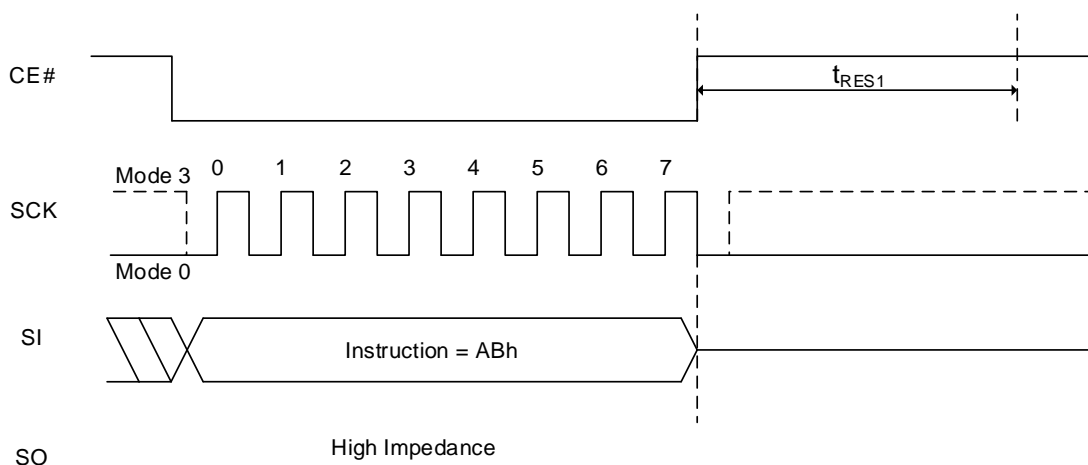 CE#
tRES1
Mode 3
0 1 2 3 4 5 6 7
SCK
Mode 0
SI
Instruction = ABh
High Impedance
SO